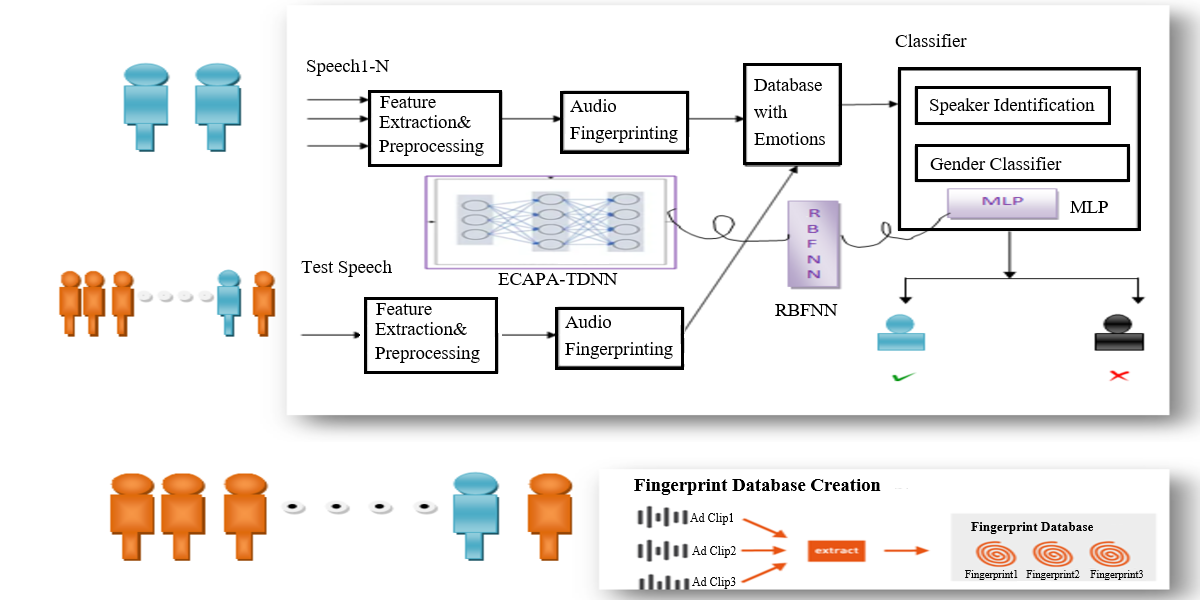 Classifier
Speech1-N
Feature
Extraction&
Preprocessing
Audio
Fingerprinting
Database
with
Emotions
Speaker Identification
Gender Classifier
MLP
MLP
ECAPA-TDNN
R
B
F
N
N
RBFNN
Test Speech
Feature
Extraction&
Preprocessing
Audio
Fingerprinting
Fingerprint Database Creation
Ad Clip1
Ad Clip2
Ad Clip3
extract
Fingerprint Database
Fingerprint1 Fingerprint2 Fingerprint3